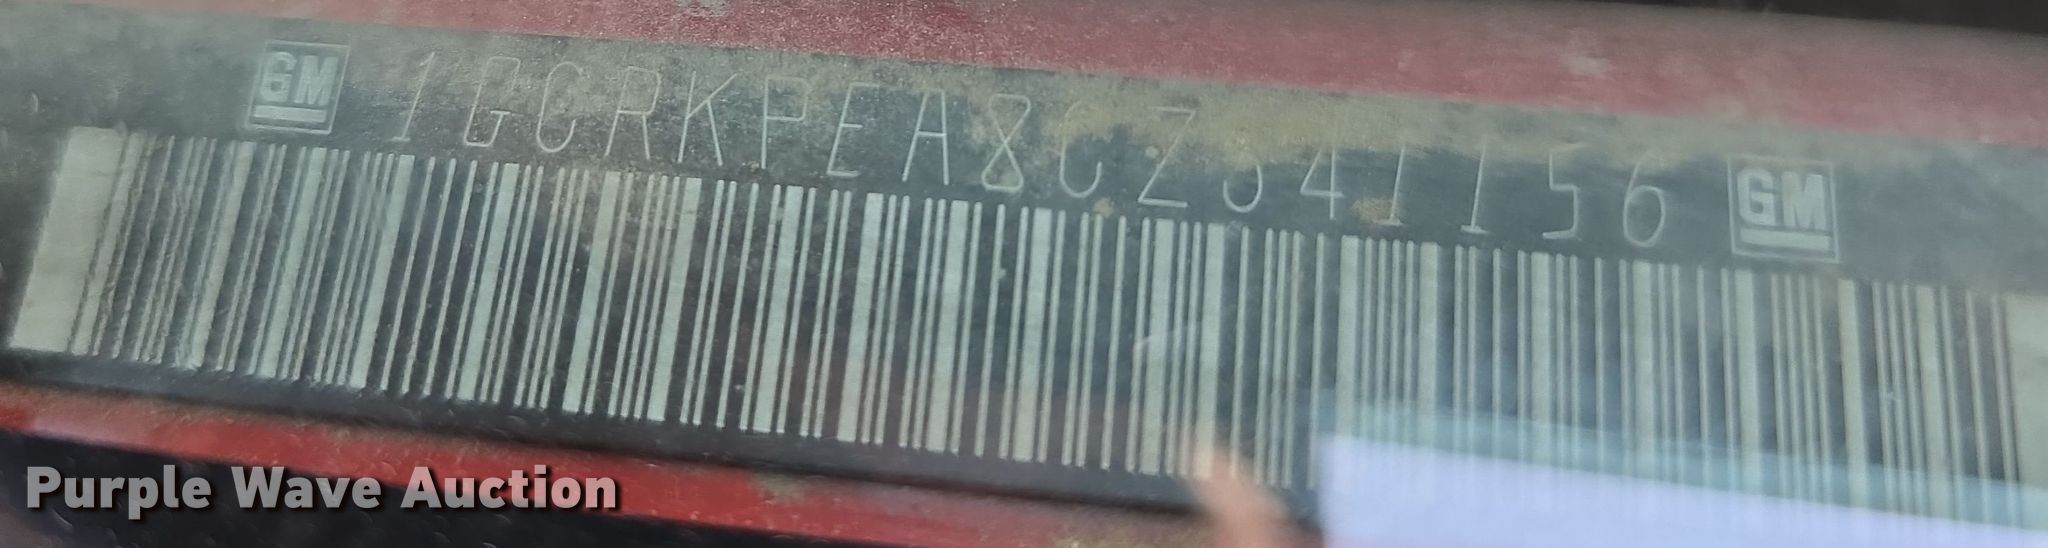 GM 1GCRKPEA8CZ341156 GM
Purple Wave Auction